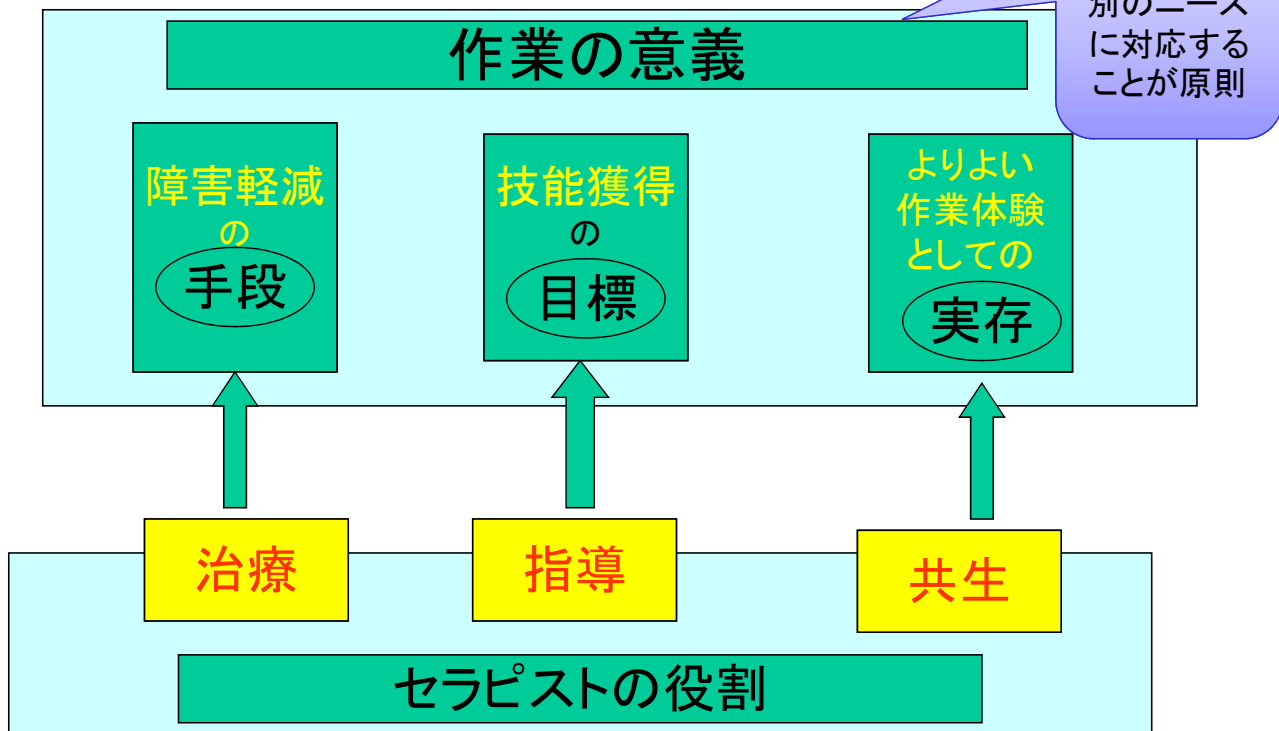 別のニーズ
に対応する
ことが原則
作業の意義
障害軽減
の
手段
技能獲得
の
目標
よりよい
作業体験
としての
実存
治療
指導
共生
セラピストの役割